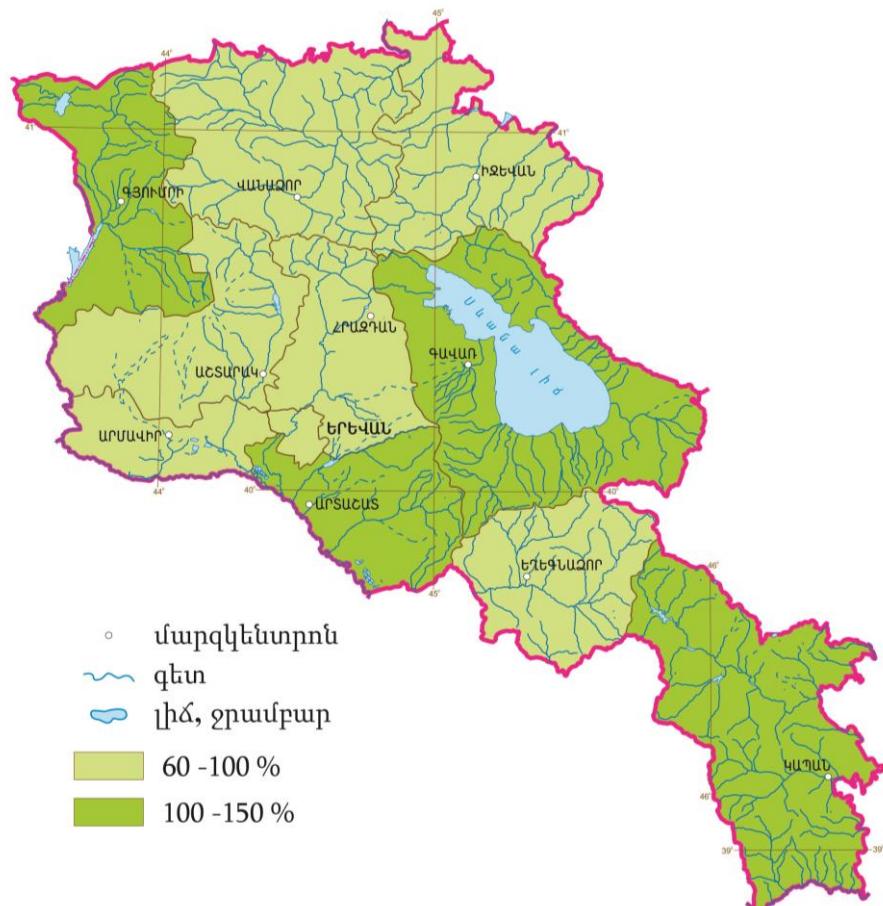 45°
44°
41°
41°
ԻՋԵՎԱՆ
ՎԱՆԱՁՈՐ
ԳՅՈՒՄՐԻ
Սևանա լիճ
ՀՐԱԶԴԱՆ
ԳԱՎԱՌ
ԱՇՏԱՐԱԿ
ԵՐԵՎԱՆ
ԱՐՄԱՎԻՐ
44°
40°
40°
ԱՐՏԱՇԱՏ
46°
ԵՂԵԳՆԱՁՈՐ
45°
մարզկենտրոն
գետ
լիճ, ջրամբար
60 -100 %
ԿԱՊԱՆ
46°
100 -150 %
39°
39°